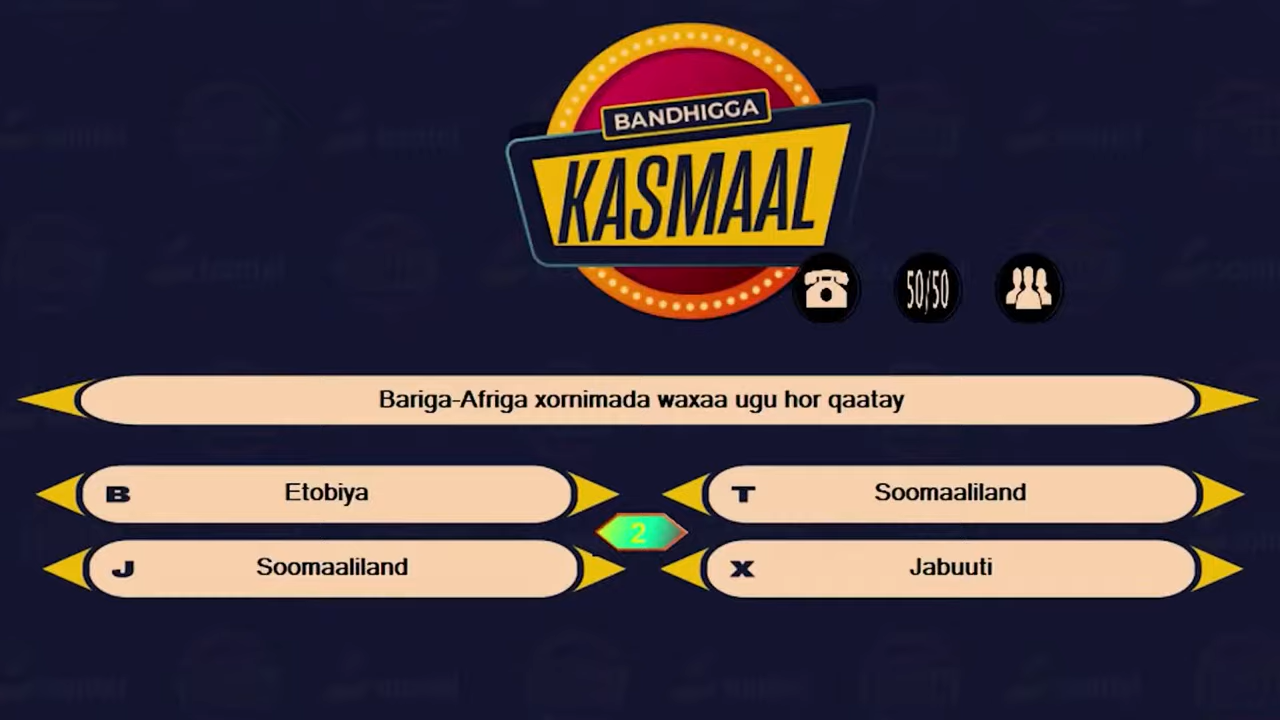 BANDHIGGA
KASMAAL
50/50
Bariga-Afriga xornimada waxaa ugu hor qaatay
B Etobiya
T Soomaaliland
2
J Soomaaliland
X Jabuuti